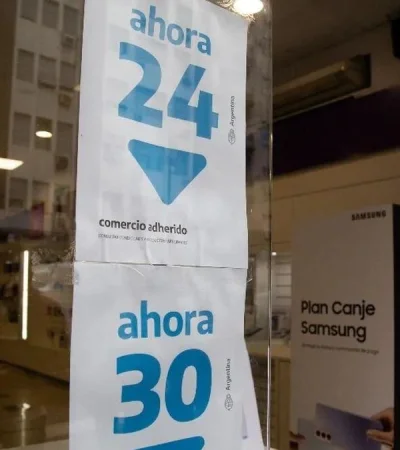 ahora
24
Argentina
comercio adherido
ahora
30
Argentina
SAMSUNG
Plan Canje
Samsung